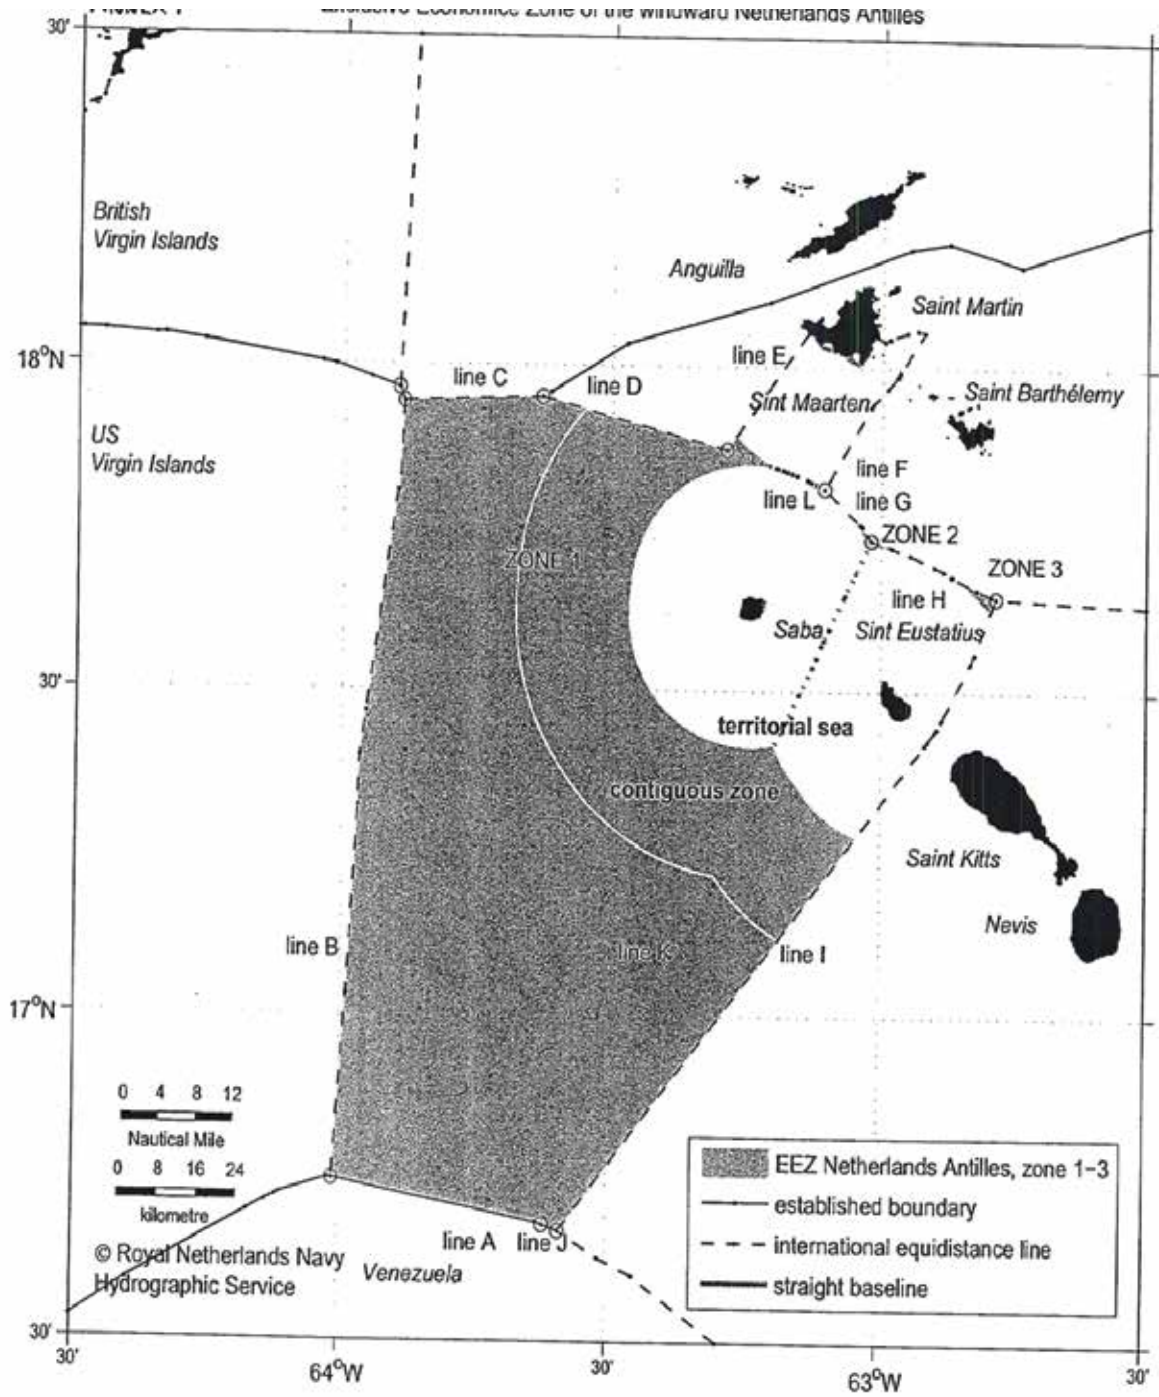 Exclusive Economice Zone of the windward Netherlands Antilles
30'
British
Virgin Islands
Anguilla
Saint Martin
18°N
line E
line C
line D
Sint Maarten
Saint Barthélemy
US
Virgin Islands
line F
line L
line G
ZONE 2
ZONE 1
ZONE 3
line H
Saba
Sint Eustatius
30'
territorial sea
contiguous zone
Saint Kitts
Nevis
line B
line K
line I
17°N
0 4 8 12
Nautical Mile
0 8 16 24
kilometre
EEZ Netherlands Antilles, zone 1-3
established boundary
international equidistance line
straight baseline
line A
line J
© Royal Netherlands Navy
Hydrographic Service
Venezuela
30'
30'
64°W
30'
63°W
30'